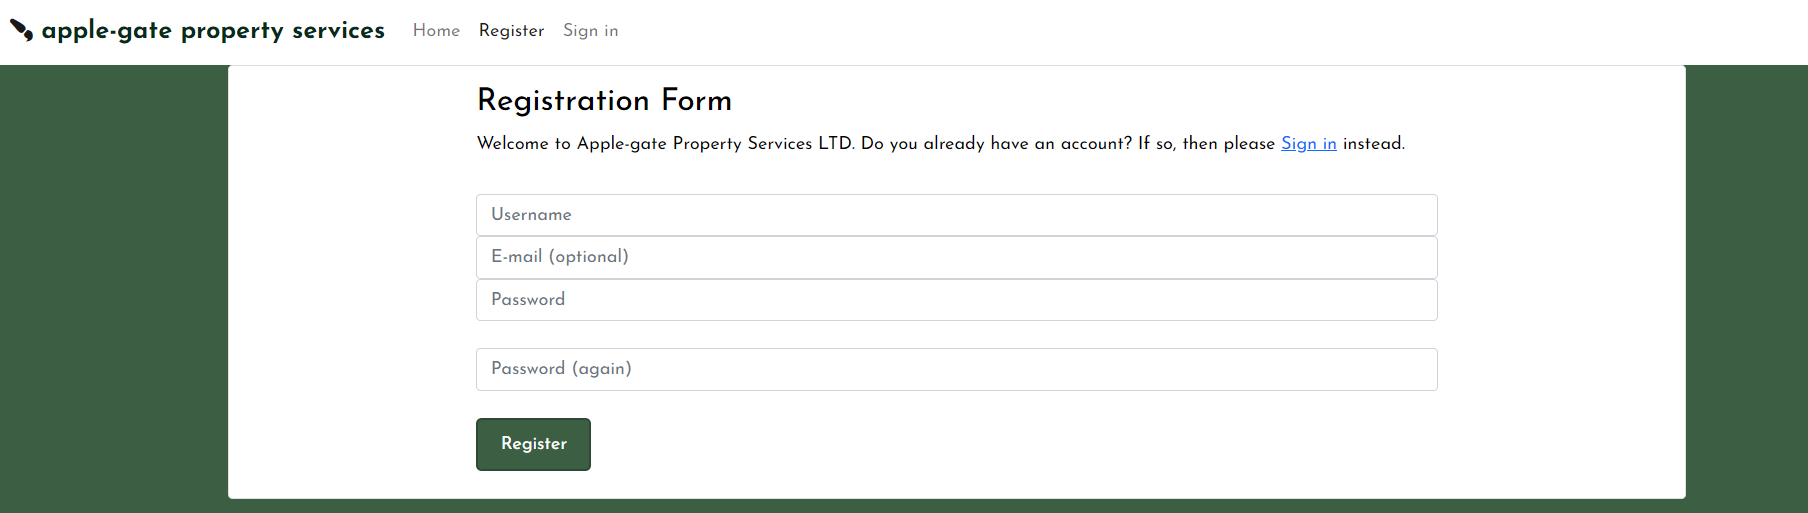 apple-gate property services Home Register Sign in
Registration Form
Welcome to Apple-gate Property Services LTD. Do you already have an account? If so, then please Sign in instead.
Username
E-mail (optional)
Password
Password (again)
Register